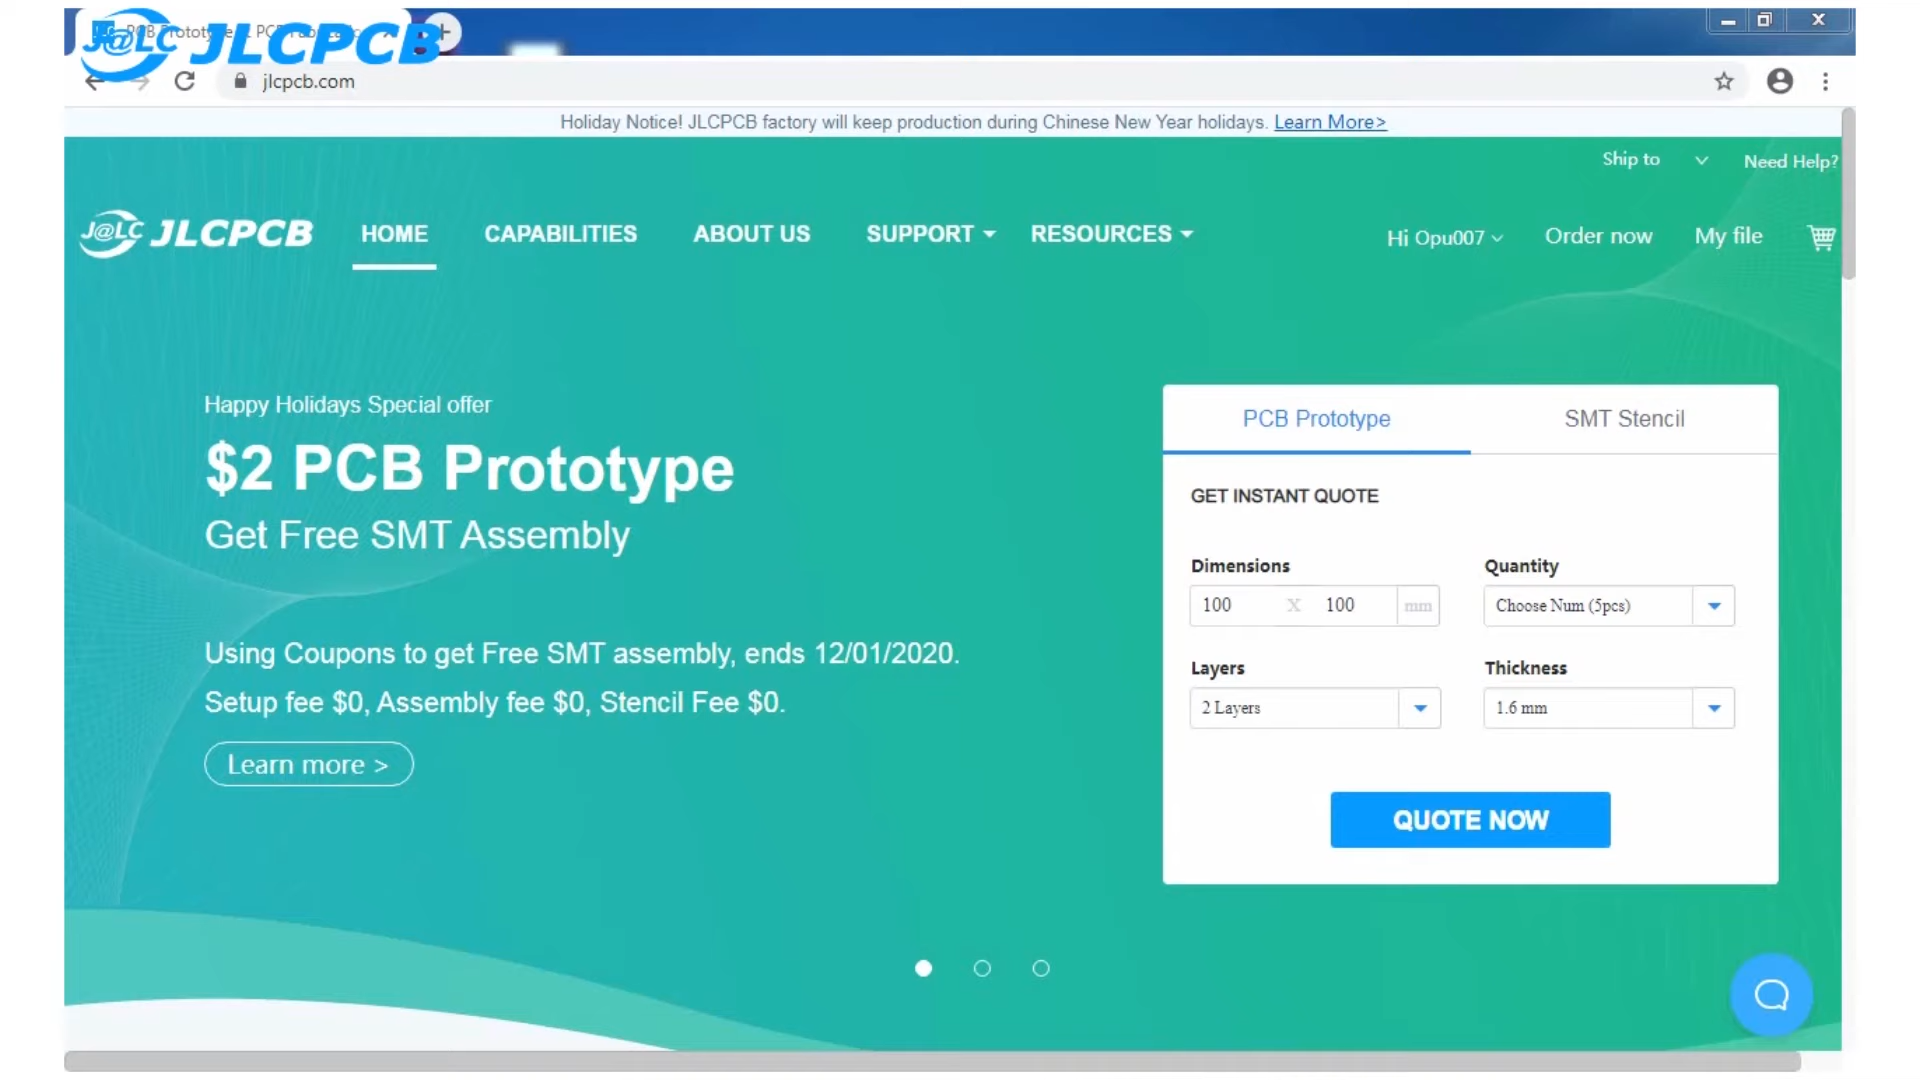 JLCPCB
jlcpcb.com
Holiday Notice! JLCPCB factory will keep production during Chinese New Year holidays. Learn More>
Ship to
Need Help?
J@LC JLCPCB
HOME
CAPABILITIES
ABOUT US
SUPPORT
RESOURCES
Hi Opu007
Order now
My file
Happy Holidays Special offer
$2 PCB Prototype
Get Free SMT Assembly
Using Coupons to get Free SMT assembly, ends 12/01/2020.
Setup fee $0, Assembly fee $0, Stencil Fee $0.
Learn more >
PCB Prototype
SMT Stencil
GET INSTANT QUOTE
Dimensions
Quantity
100 X 100 mm
Choose Num (5pcs)
Layers
Thickness
2 Layers
1.6 mm
QUOTE NOW